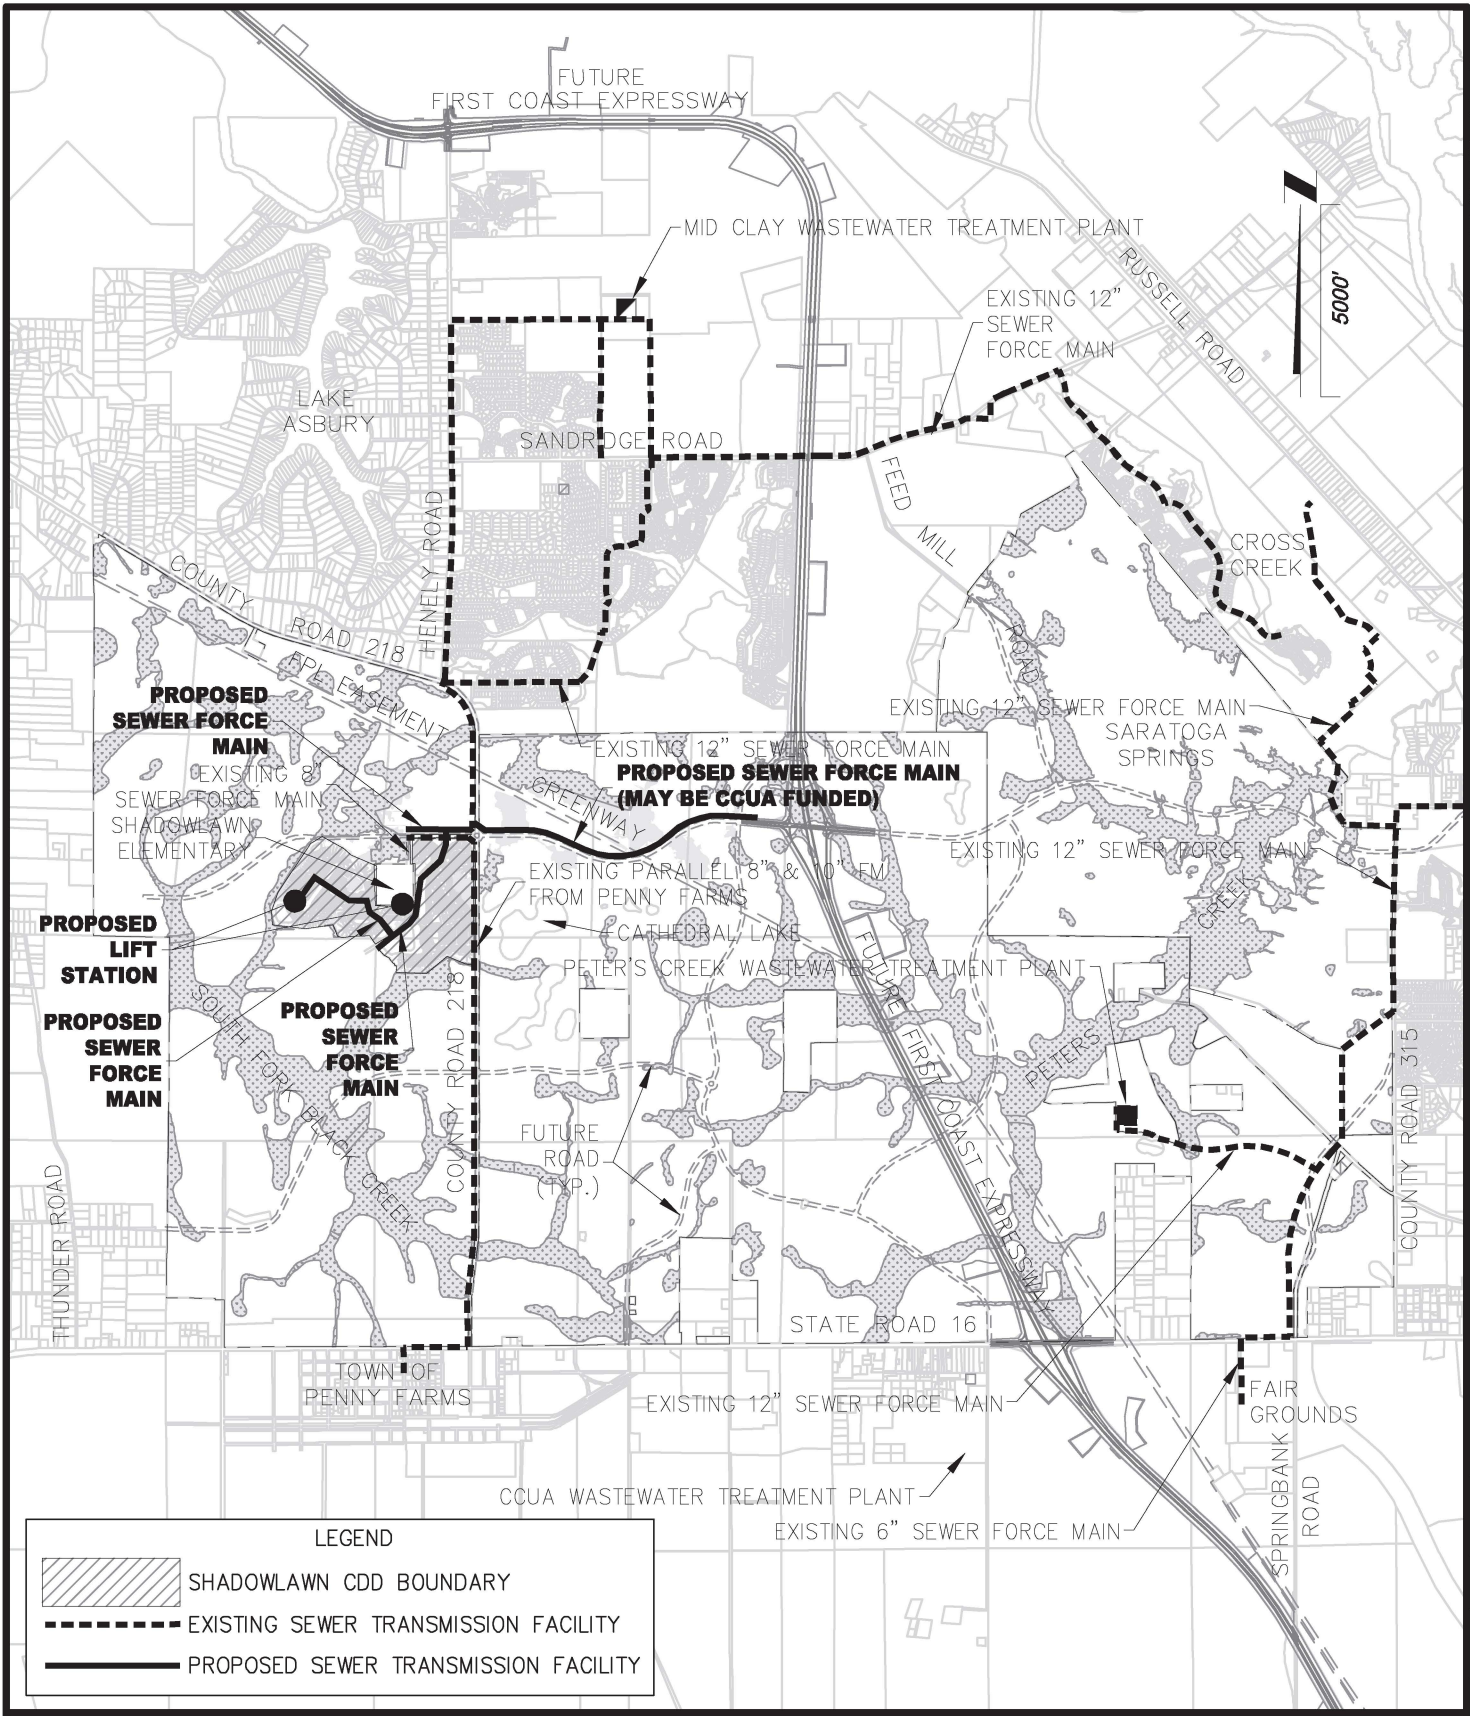 FUTURE
FIRST COAST EXPRESSWAY
MID CLAY WASTEWATER TREATMENT PLANT
RUSSELL ROAD
5000'
EXISTING 12"
SEWER
FORCE MAIN
LAKE
ASBURY
SANDRIDGE ROAD
FEED
MILL
ROAD
HENELY ROAD
CROSS
CREEK
COUNTY
ROAD 218
FPL EASEMENT
PROPOSED
SEWER FORCE
MAIN
EXISTING 12" SEWER FORCE MAIN
SARATOGA
SPRINGS
EXISTING 12" SEWER FORCE MAIN
PROPOSED SEWER FORCE MAIN
(MAY BE CCUA FUNDED)
EXISTING 8"
SEWER FORCE MAIN
SHADOWLAWN
ELEMENTARY
GREENWAY
EXISTING 12" SEWER FORCE MAIN
EXISTING PARALLEL 8" & 10" FM
FROM PENNY FARMS
CREEK
PROPOSED
LIFT
STATION
CATHEDRAL LAKE
PETER'S CREEK WASTEWATER TREATMENT PLANT
FUTURE FIRST COAST EXPRESSWAY
PROPOSED
SEWER
FORCE
MAIN
PROPOSED
SEWER
FORCE
MAIN
SOUTH FORK BLACK CREEK
COUNTY ROAD 218
PETERS
COUNTY ROAD 315
FUTURE
ROAD
(TYP.)
THUNDER ROAD
STATE ROAD 16
TOWN OF
PENNY FARMS
EXISTING 12" SEWER FORCE MAIN
FAIR
GROUNDS
SPRINGBANK
ROAD
CCUA WASTEWATER TREATMENT PLANT
EXISTING 6" SEWER FORCE MAIN
LEGEND
SHADOWLAWN CDD BOUNDARY
EXISTING SEWER TRANSMISSION FACILITY
PROPOSED SEWER TRANSMISSION FACILITY